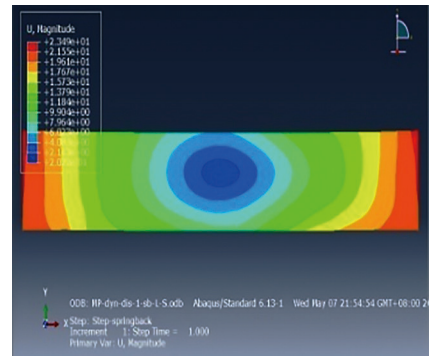 U, Magnitude
+2.349e+01
+2.155e+01
+1.961e+01
+1.767e+01
+1.573e+01
+1.379e+01
+1.184e+01
+9.904e+00
+7.964e+00
Y
X
ODB: MP-dyn-dis-1-sb-L-S.odb Abaqus/Standard 6.13-1 Wed May 07 21:54:54 GMT+08:00
Step: Step-springback
Increment 1: Step Time = 1.000
Primary Var: U, Magnitude